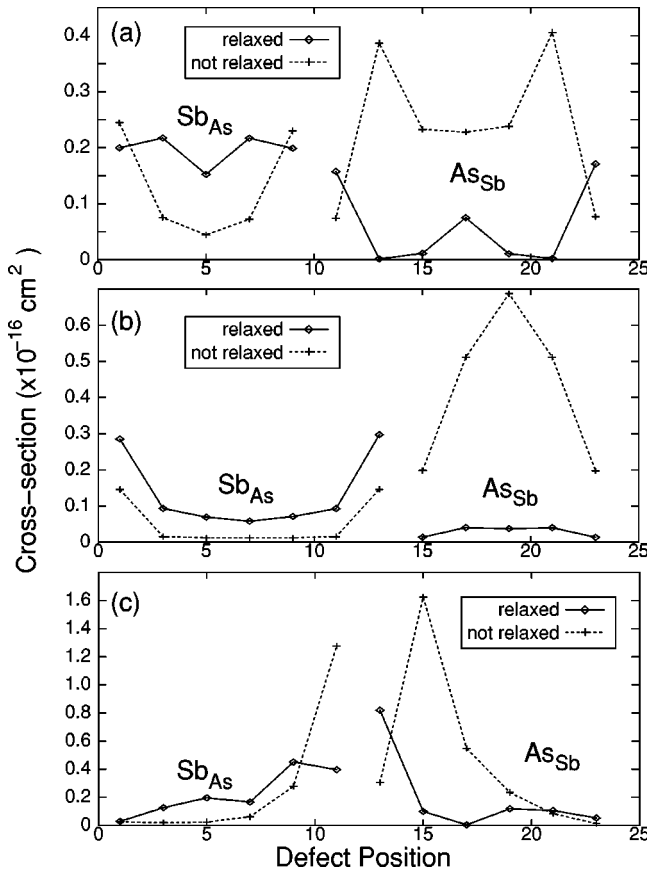 (a)
relaxed
not relaxed
Sb_As
As_Sb
0.4
0.3
0.2
0.1
0
0 5 10 15 20 25
(b)
relaxed
not relaxed
Sb_As
As_Sb
0.6
0.5
0.4
0.3
0.2
0.1
0
0 5 10 15 20 25
(c)
relaxed
not relaxed
Sb_As
As_Sb
1.6
1.4
1.2
1.0
0.8
0.6
0.4
0.2
0
0 5 10 15 20 25
Cross−section (x10⁻¹⁶ cm²)
Defect Position